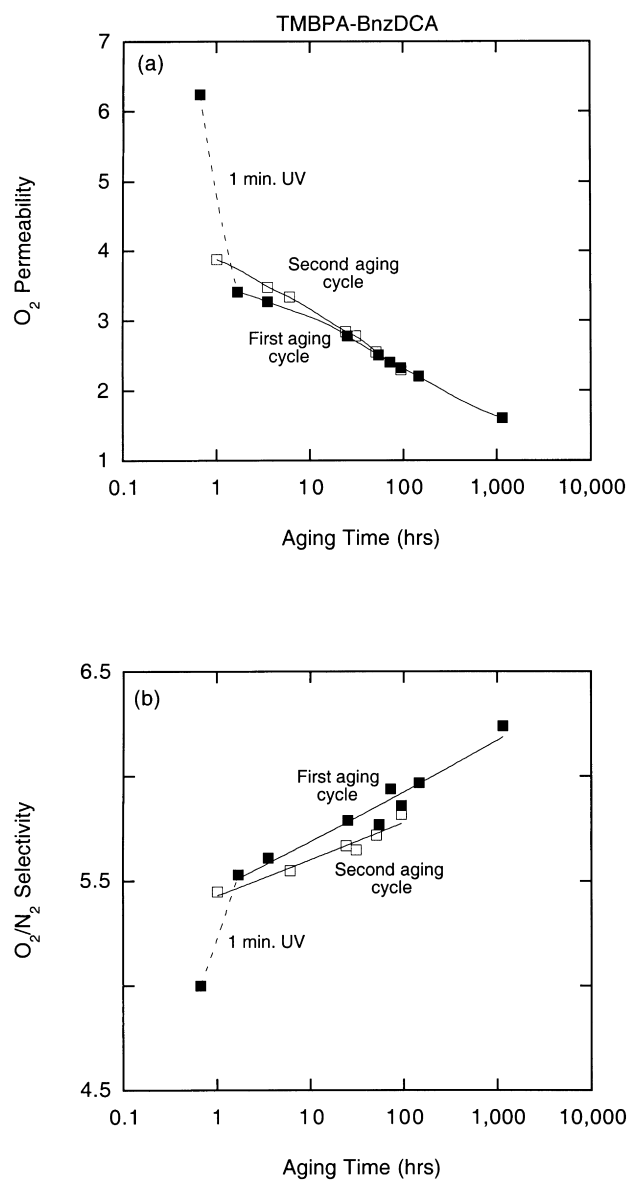 TMBPA-BnzDCA
(a)
7
6
5
4
3
2
1
O2 Permeability
1 min. UV
Second aging
cycle
First aging
cycle
0.1 1 10 100 1,000 10,000
Aging Time (hrs)
(b)
6.5
5.5
4.5
O2/N2 Selectivity
First aging
cycle
Second aging
cycle
1 min. UV
0.1 1 10 100 1,000 10,000
Aging Time (hrs)